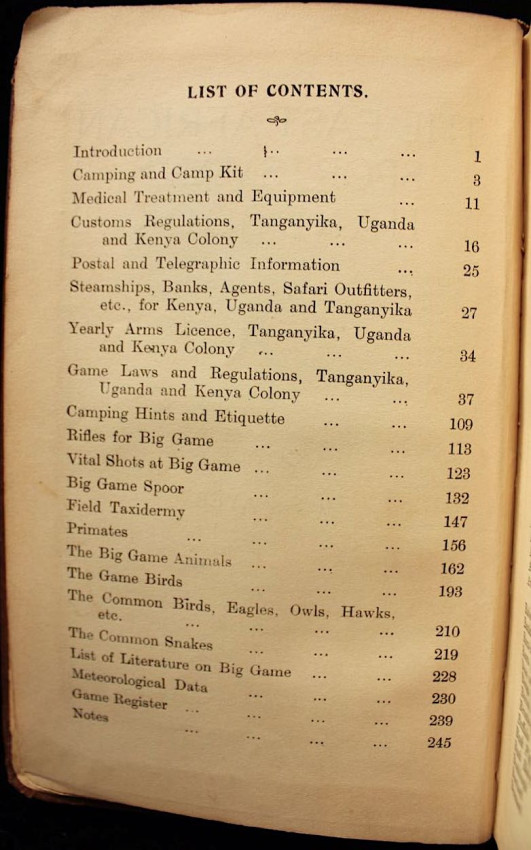 LIST OF CONTENTS.
Introduction ... ... ... ... 1
Camping and Camp Kit ... ... ... 3
Medical Treatment and Equipment ... 11
Customs Regulations, Tanganyika, Uganda
and Kenya Colony ... ... ... 16
Postal and Telegraphic Information ... 25
Steamships, Banks, Agents, Safari Outfitters,
etc., for Kenya, Uganda and Tanganyika 27
Yearly Arms Licence, Tanganyika, Uganda
and Kenya Colony ... ... ... 34
Game Laws and Regulations, Tanganyika,
Uganda and Kenya Colony ... ... 37
Camping Hints and Etiquette ... ... 109
Rifles for Big Game ... ... ... 113
Vital Shots at Big Game ... ... ... 123
Big Game Spoor ... ... ... 132
Field Taxidermy ... ... ... 147
Primates ... ... ... ... 156
The Big Game Animals ... ... ... 162
The Game Birds ... ... ... 193
The Common Birds, Eagles, Owls, Hawks,
etc. ... ... ... ... 210
The Common Snakes ... ... ... 219
List of Literature on Big Game ... ... 228
Meteorological Data ... ... ... 230
Game Register ... ... ... ... 239
Notes ... ... ... ... 245